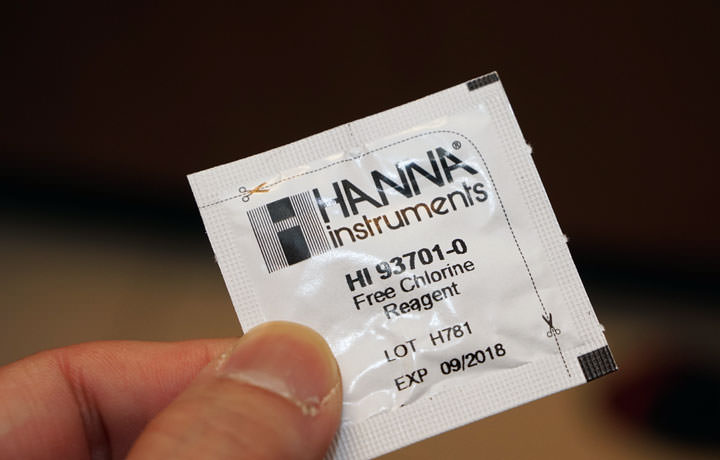 HANNA®
instruments
HI 93701-0
Free Chlorine
Reagent
LOT H781
EXP 09/2018